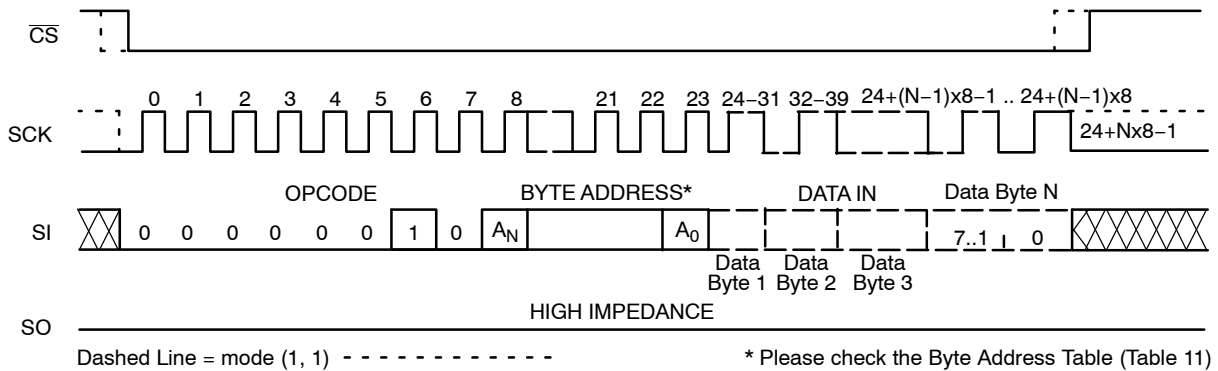 CS
0 1 2 3 4 5 6 7 8 21 22 23 24–31 32–39 24+(N–1)x8–1 .. 24+(N–1)x8
SCK
24+Nx8–1
OPCODE BYTE ADDRESS* DATA IN Data Byte N
SI
0 0 0 0 0 0 1 0 AN A0 7..1 0
Data Byte 1
Data Byte 2
Data Byte 3
HIGH IMPEDANCE
SO
Dashed Line = mode (1, 1) * Please check the Byte Address Table (Table 11)